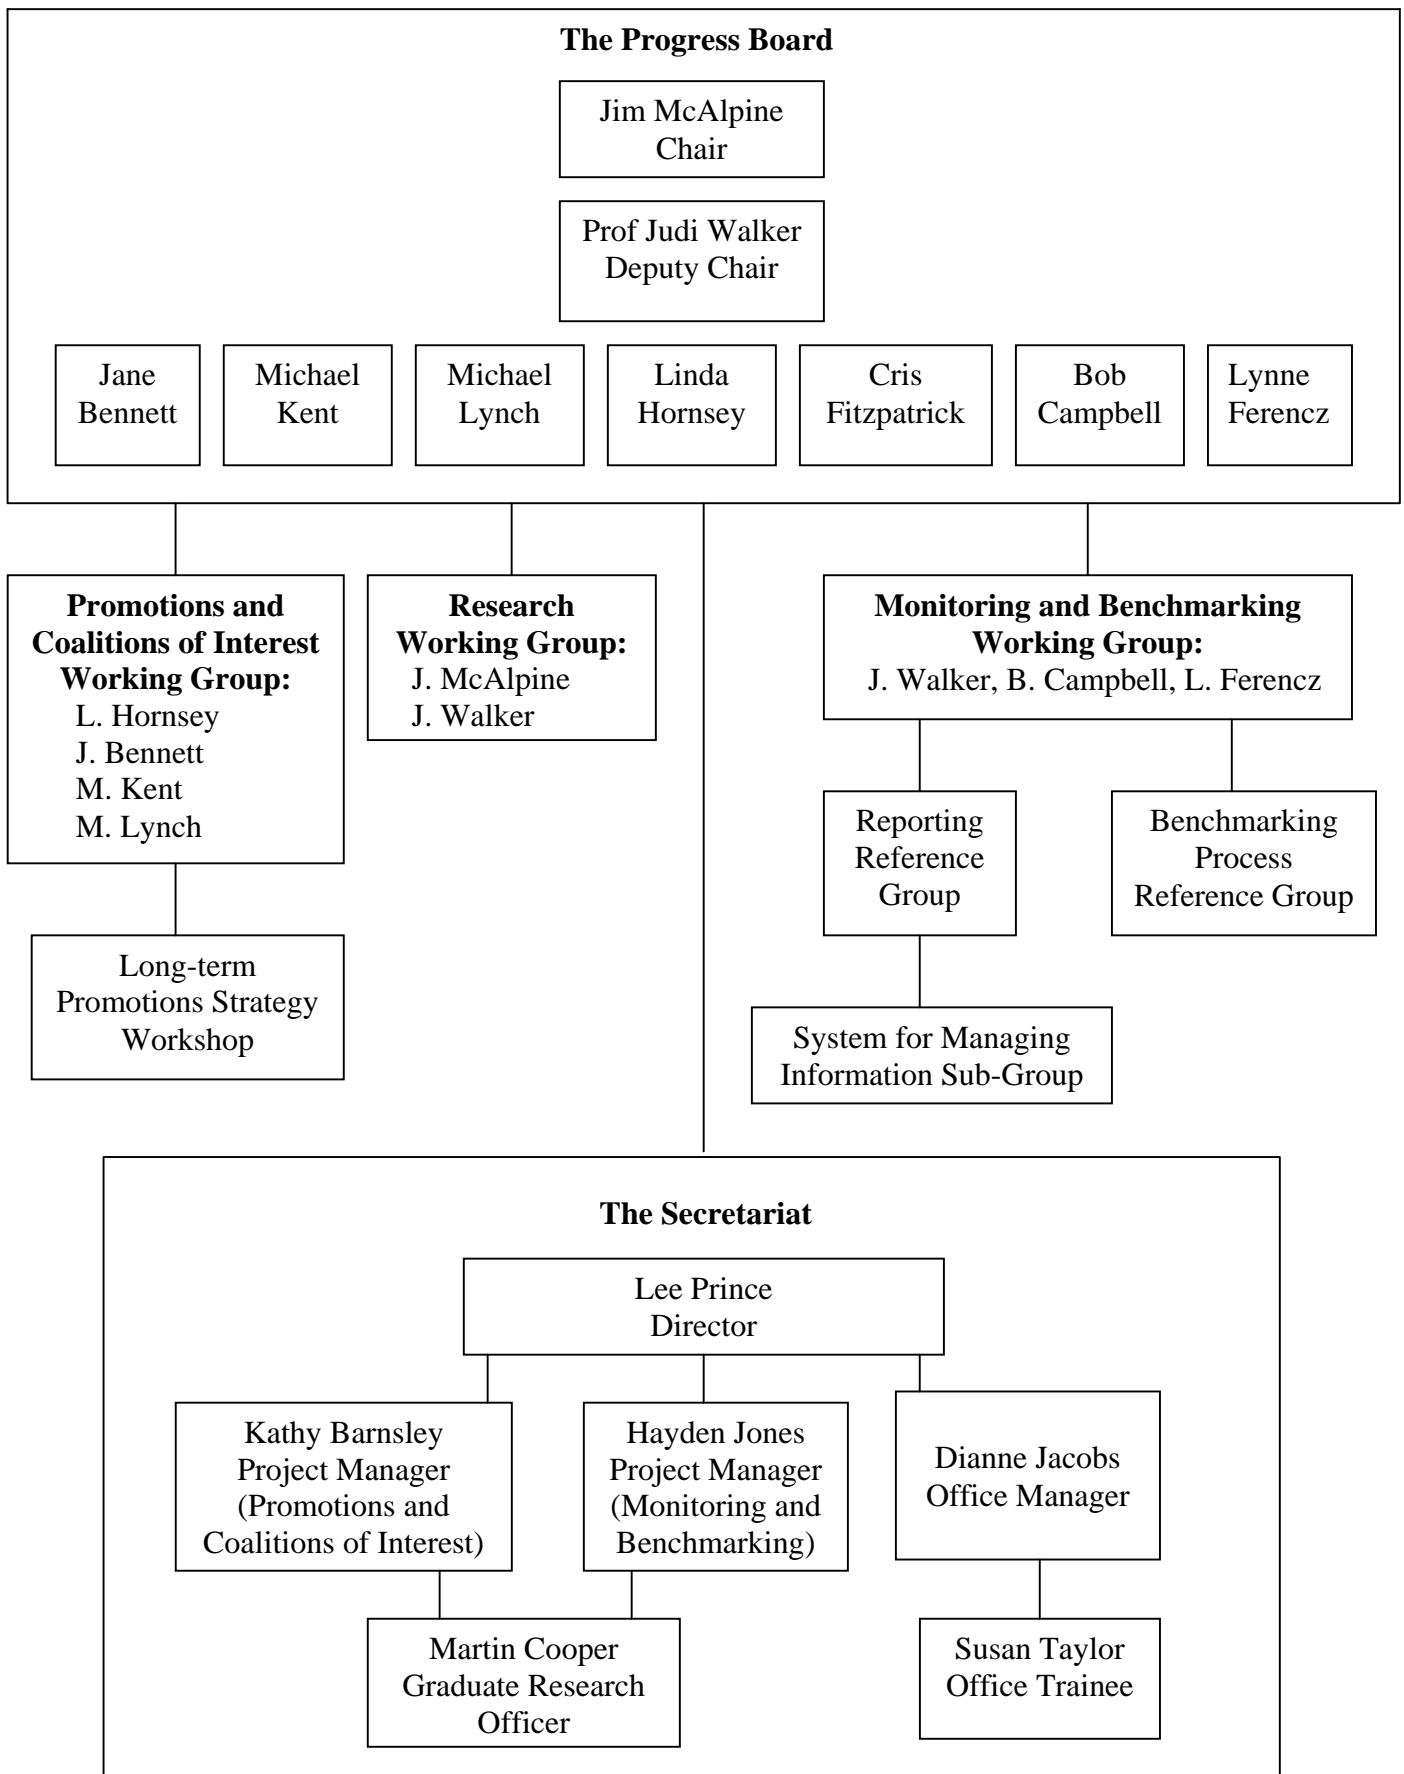 The Progress Board
Jim McAlpine
Chair
Prof Judi Walker
Deputy Chair
Jane
Bennett
Michael
Kent
Michael
Lynch
Linda
Hornsey
Cris
Fitzpatrick
Bob
Campbell
Lynne
Ferencz
Promotions and
Coalitions of Interest
Working Group:
L. Hornsey
J. Bennett
M. Kent
M. Lynch
Research
Working Group:
J. McAlpine
J. Walker
Monitoring and Benchmarking
Working Group:
J. Walker, B. Campbell, L. Ferencz
Reporting
Reference
Group
Benchmarking
Process
Reference Group
Long-term
Promotions Strategy
Workshop
System for Managing
Information Sub-Group
The Secretariat
Lee Prince
Director
Kathy Barnsley
Project Manager
(Promotions and
Coalitions of Interest)
Hayden Jones
Project Manager
(Monitoring and
Benchmarking)
Dianne Jacobs
Office Manager
Martin Cooper
Graduate Research
Officer
Susan Taylor
Office Trainee